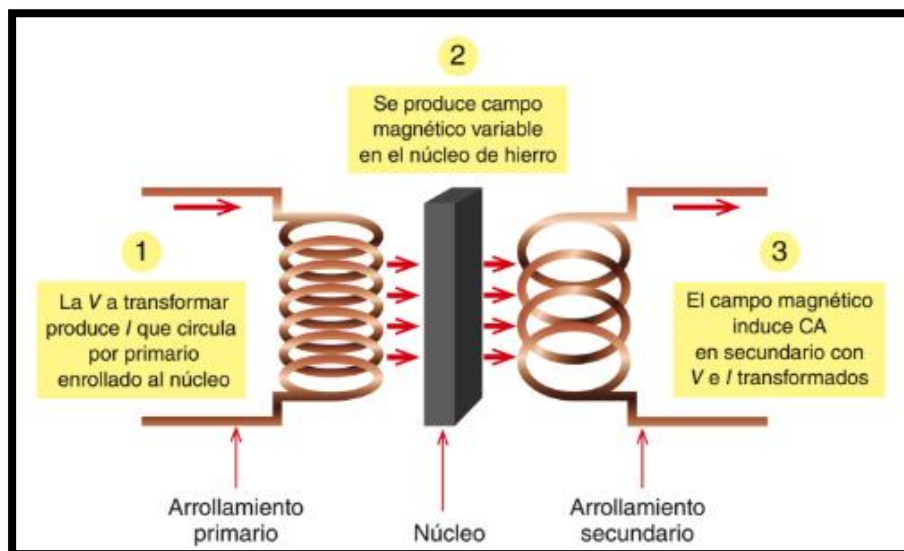 1
La V a transformar
produce I que circula
por primario
enrollado al núcleo
2
Se produce campo
magnético variable
en el núcleo de hierro
3
El campo magnético
induce CA
en secundario con
V e I transformados
Arrollamiento
primario
Núcleo
Arrollamiento
secundario